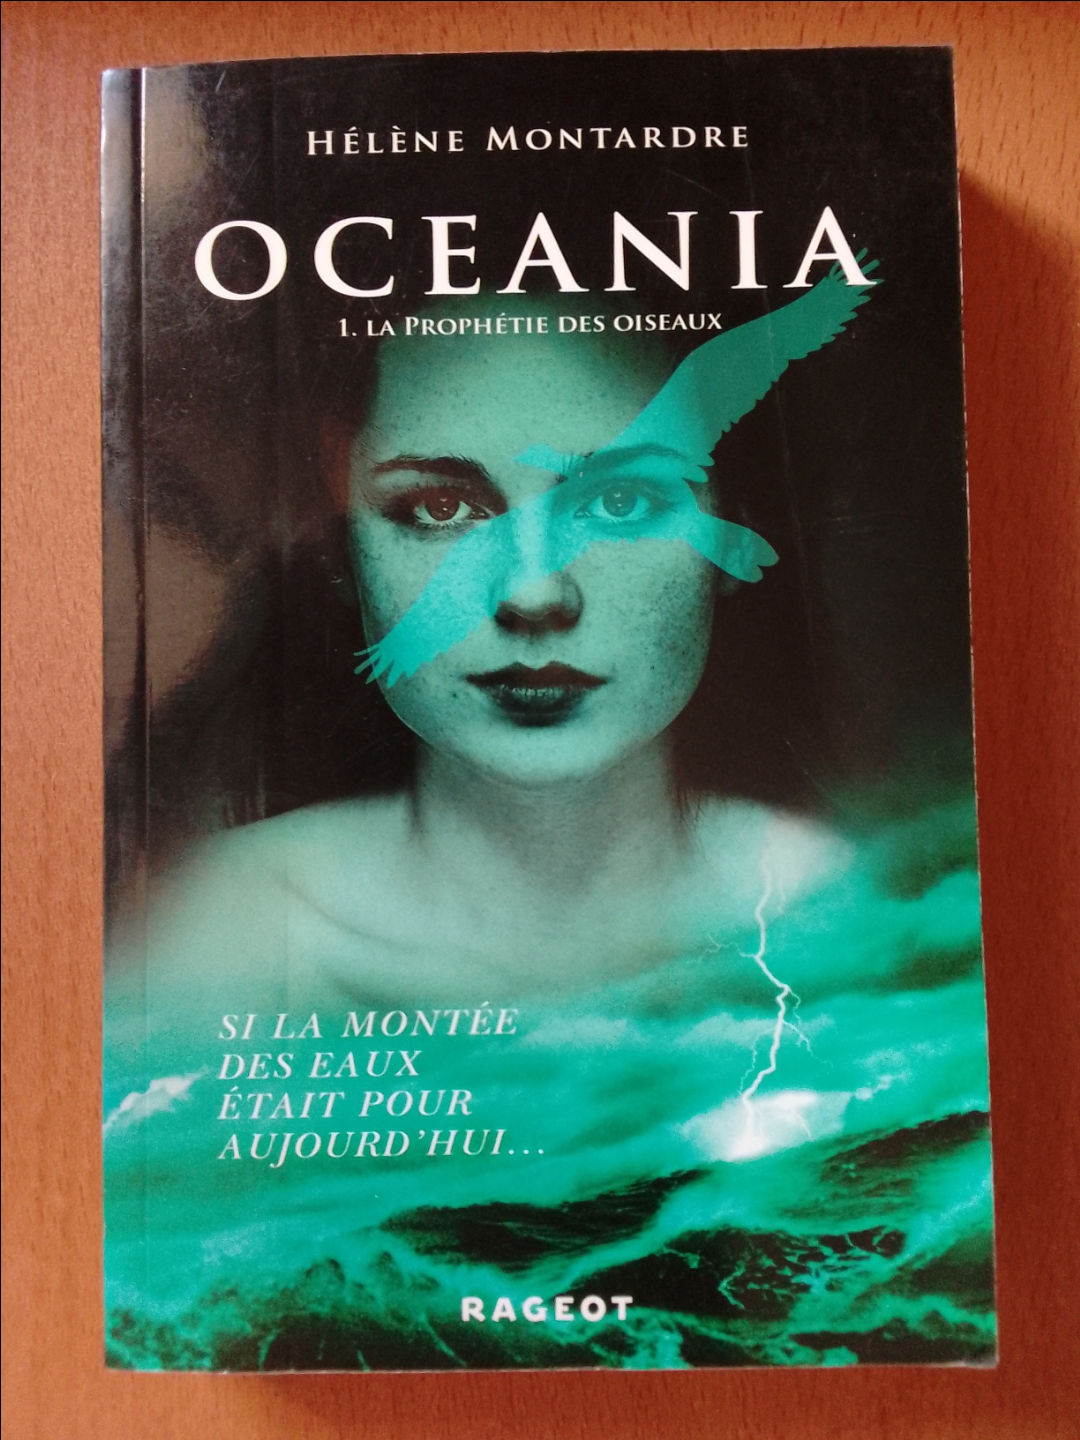 HÉLÈNE MONTARDRE
OCEANIA
1. LA PROPHÉTIE DES OISEAUX
SI LA MONTÉE
DES EAUX
ÉTAIT POUR
AUJOURD'HUI...
RAGEOT